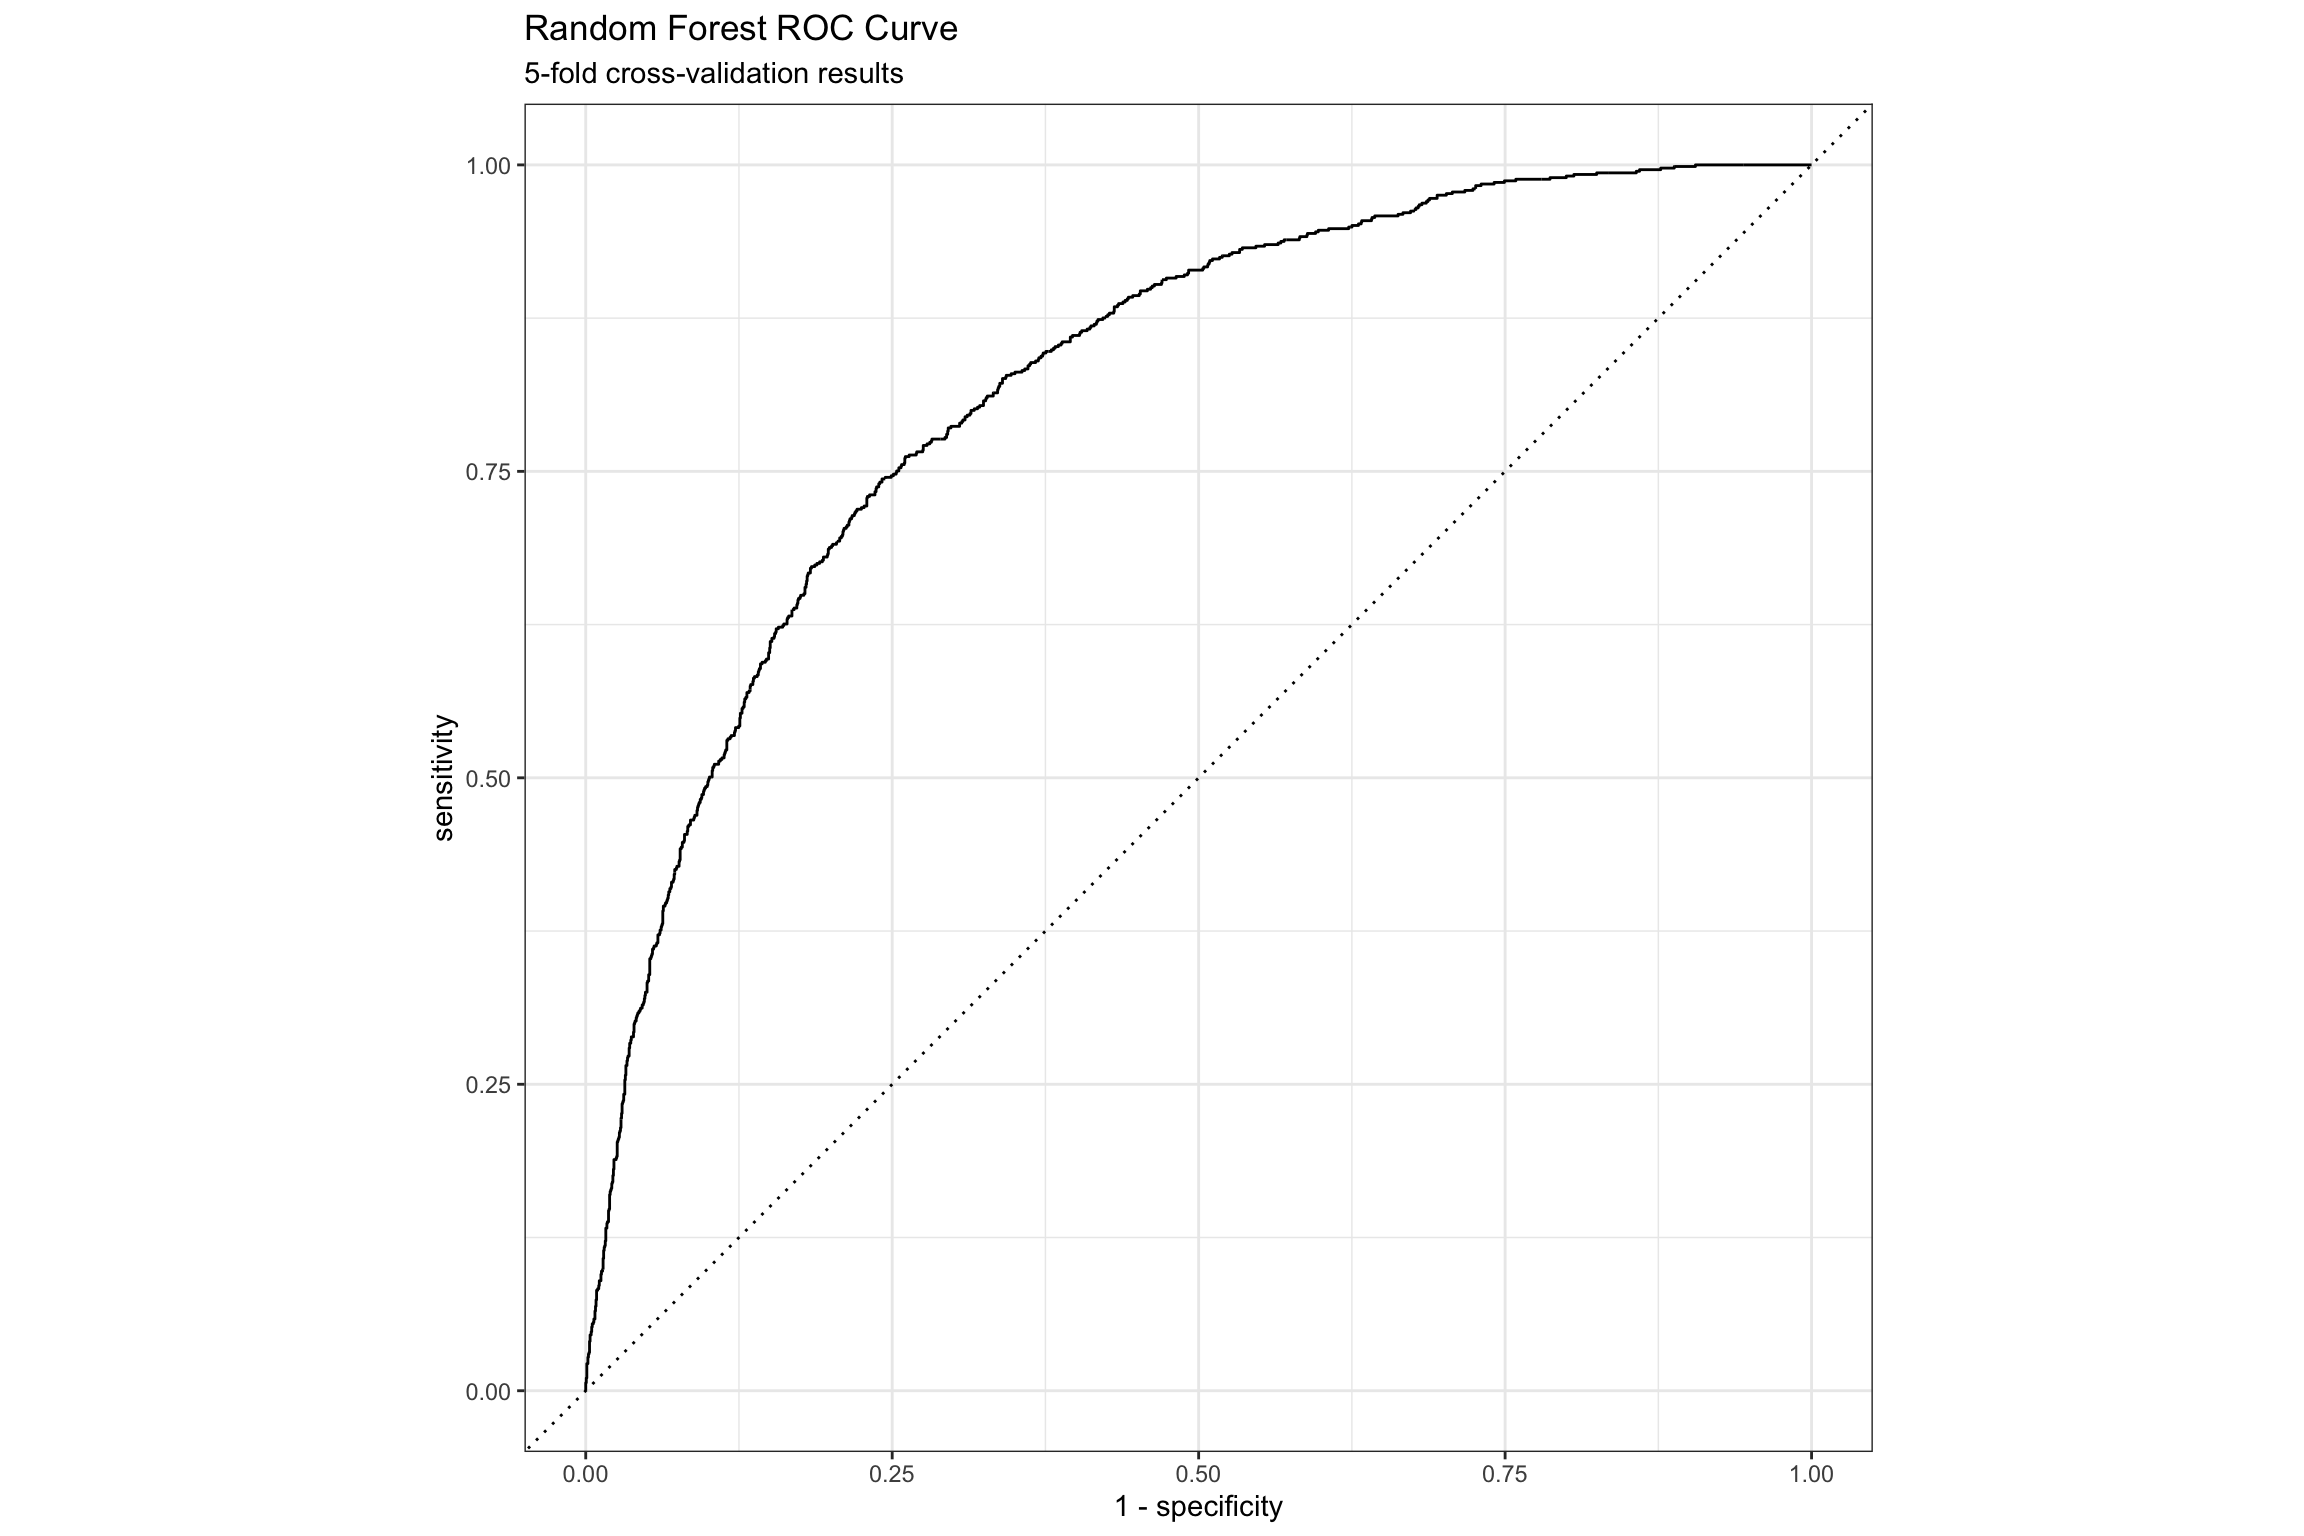 Random Forest ROC Curve
5-fold cross-validation results
1.00
0.75
0.50
0.25
0.00
sensitivity
0.00 0.25 0.50 0.75 1.00
1 - specificity